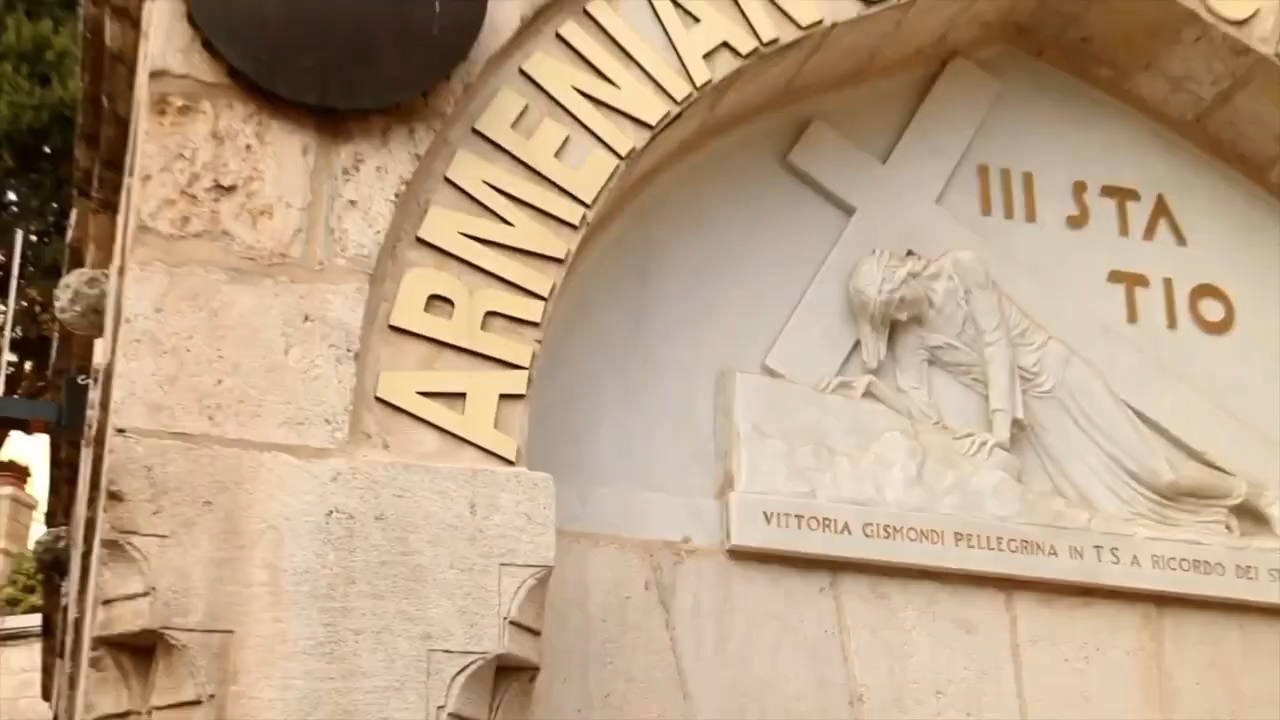 ARMENIAN
III STA
TIO
VITTORIA GISMONDI PELLEGRINA IN T.S. A RICORDO DEI